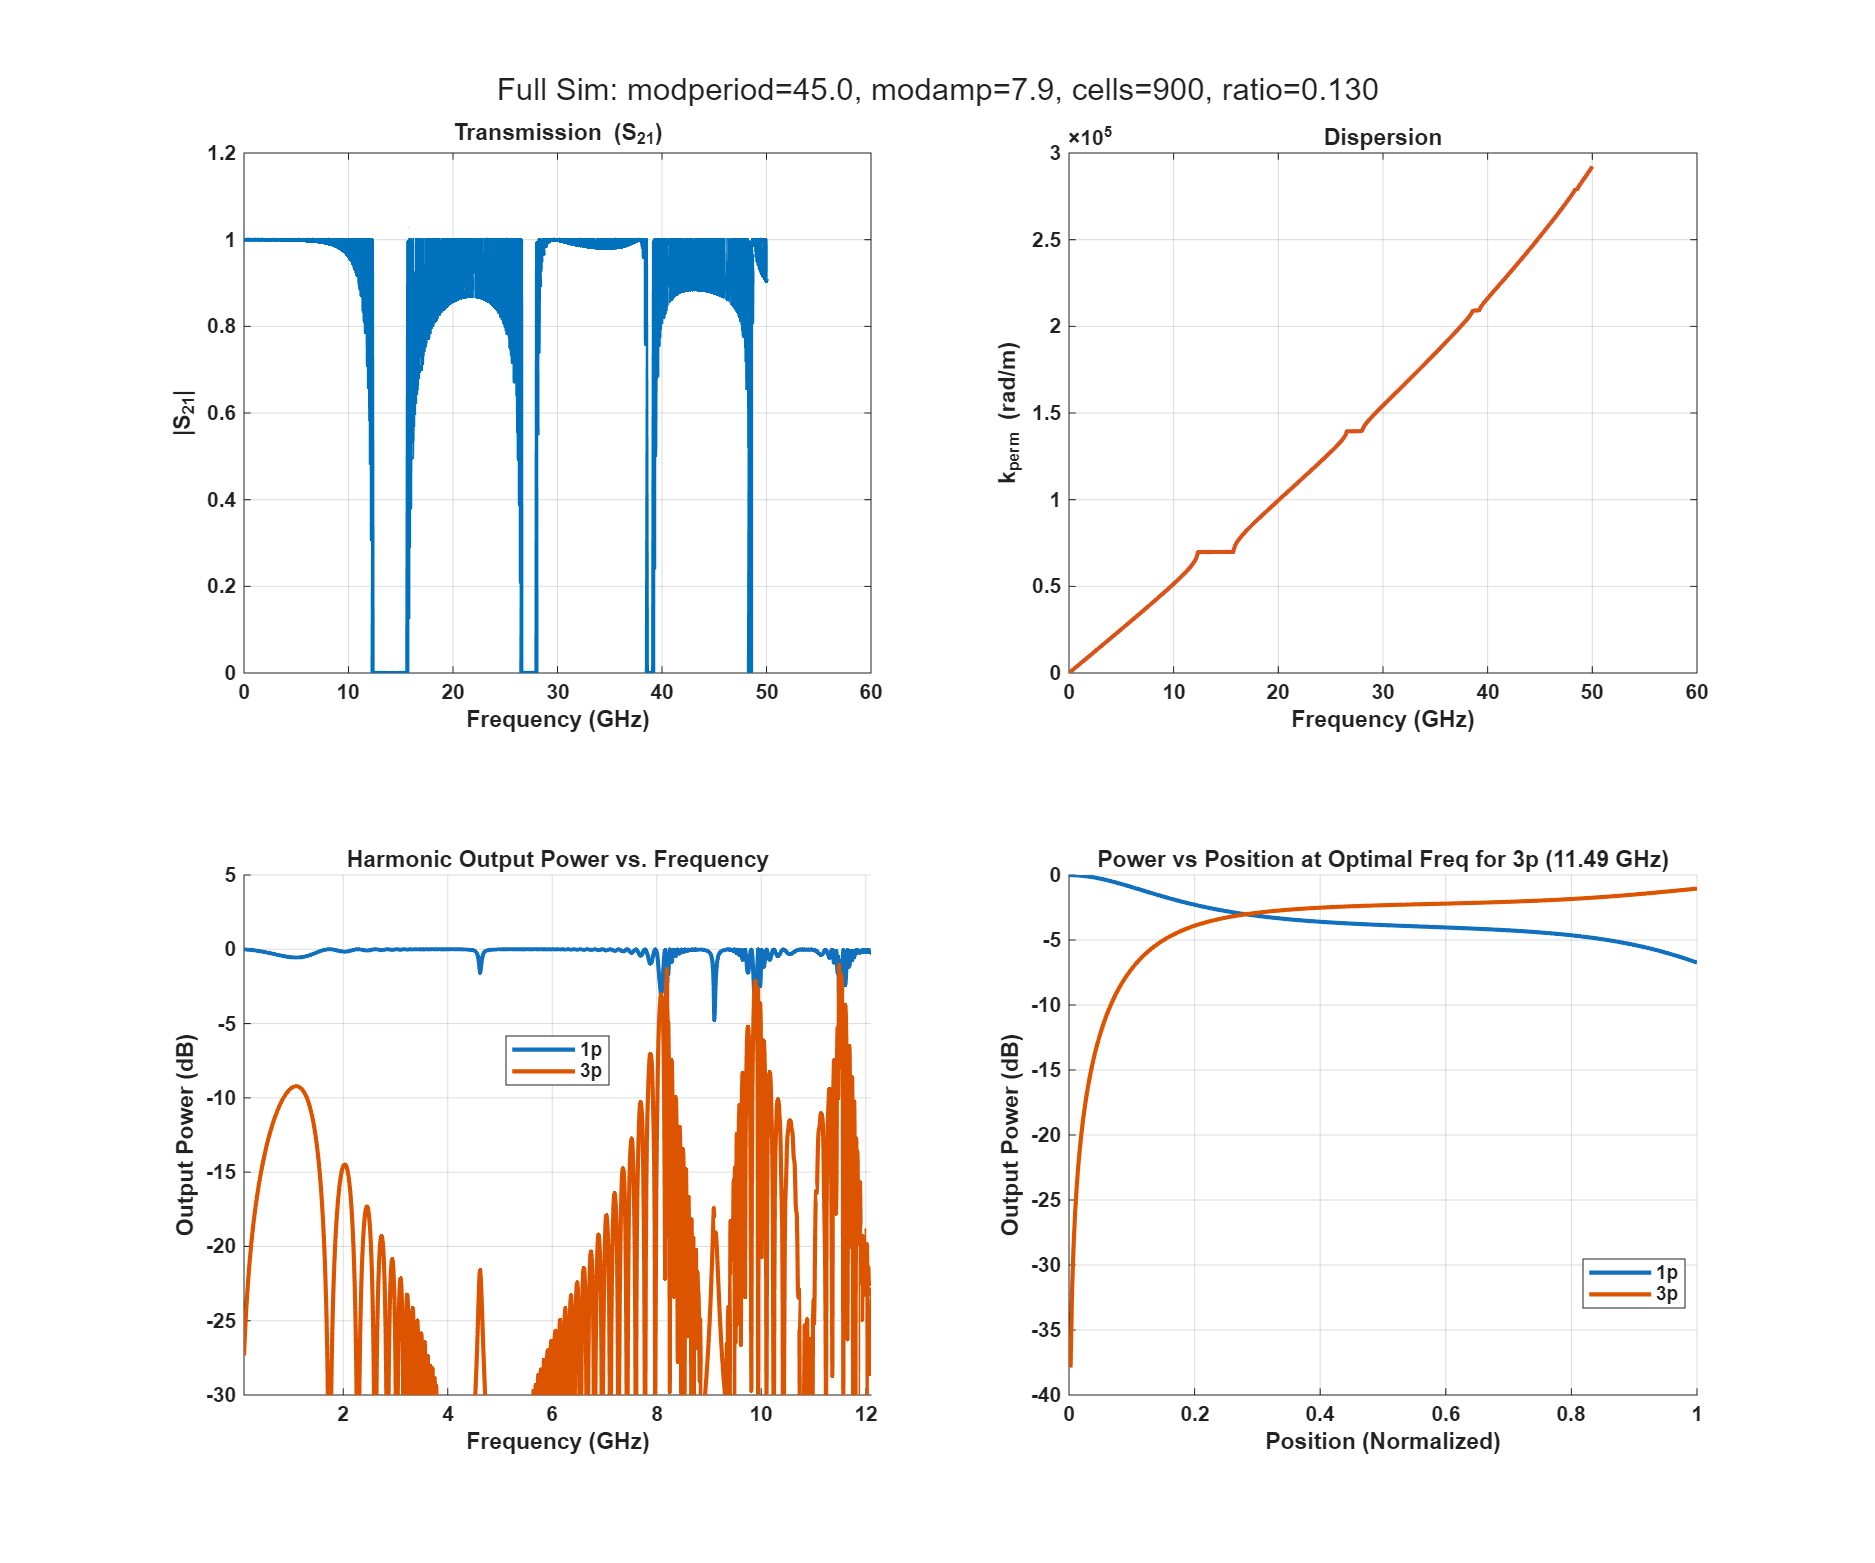 Full Sim: modperiod=45.0, modamp=7.9, cells=900, ratio=0.130
Transmission (S21)
1.2
1
0.8
0.6
0.4
0.2
0
|S21|
0 10 20 30 40 50 60
Frequency (GHz)
×10^5
Dispersion
3
2.5
2
1.5
1
0.5
0
kperm (rad/m)
0 10 20 30 40 50 60
Frequency (GHz)
Harmonic Output Power vs. Frequency
5
0
-5
-10
-15
-20
-25
-30
Output Power (dB)
1p
3p
2 4 6 8 10 12
Frequency (GHz)
Power vs Position at Optimal Freq for 3p (11.49 GHz)
0
-5
-10
-15
-20
-25
-30
-35
-40
Output Power (dB)
1p
3p
0 0.2 0.4 0.6 0.8 1
Position (Normalized)